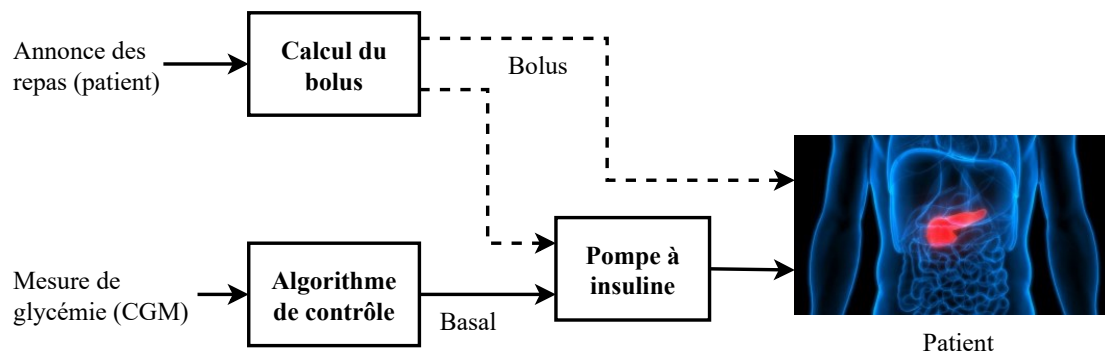 Annonce des
repas (patient)
Calcul du
bolus
Bolus
Mesure de
glycémie (CGM)
Algorithme
de contrôle
Basal
Pompe à
insuline
Patient